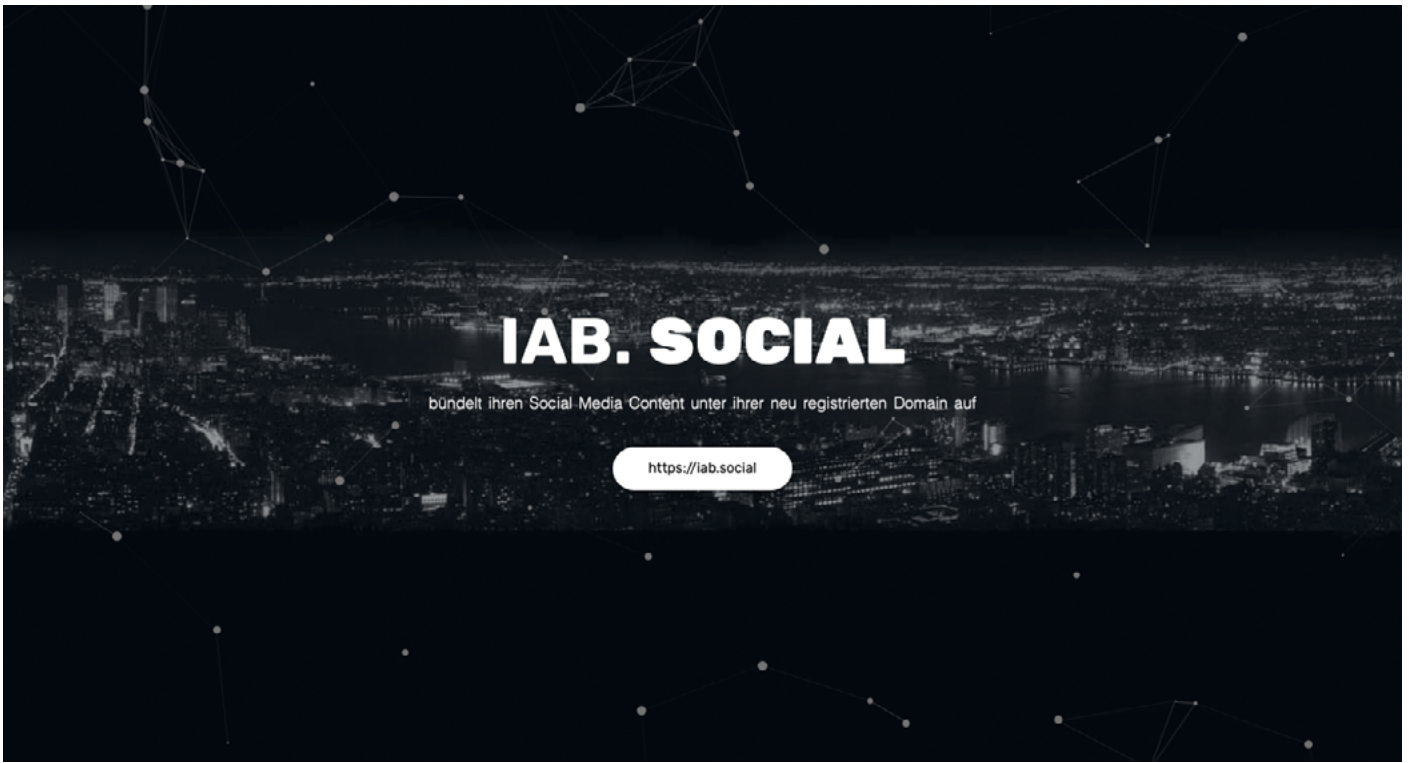 IAB. SOCIAL
bündelt ihren Social Media Content unter ihrer neu registrierten Domain auf
https://iab.social